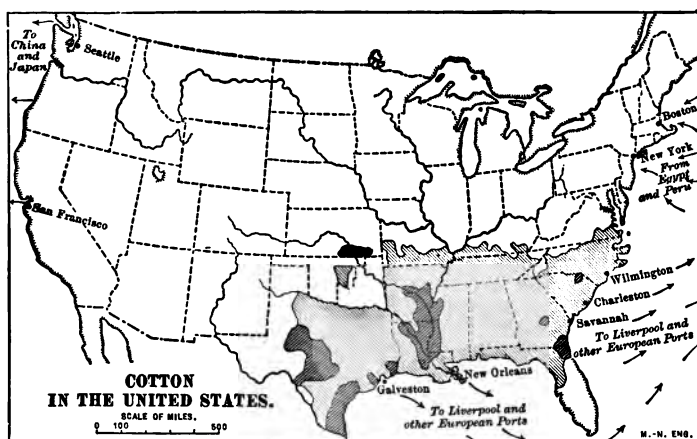 To
China
and
Japan
Seattle
Boston
New York
From
Egypt
and Peru
San Francisco
Wilmington
Charleston
Savannah
To Liverpool and
other European Ports
New Orleans
Galveston
To Liverpool and
other European Ports
COTTON
IN THE UNITED STATES.
SCALE OF MILES.
0 100 500
M.-N. ENG.